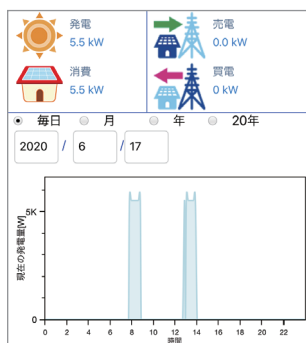 発電
5.5 kW
売電
0.0 kW
消費
5.5 kW
買電
0 kW
毎日 月 年 20年
2020 / 6 / 17
現在の発電量[W]
5K
0
0 2 4 6 8 10 12 14 16 18 20 22
時間